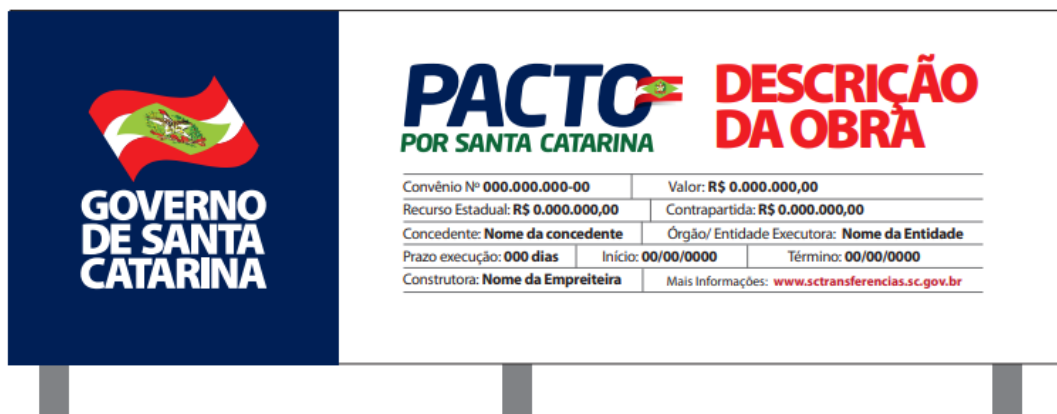 GOVERNO
DE SANTA
CATARINA
PACTO
POR SANTA CATARINA
DESCRIÇÃO
DA OBRA
Convênio Nº 000.000.000-00 Valor: R$ 0.000.000,00
Recurso Estadual: R$ 0.000.000,00 Contrapartida: R$ 0.000.000,00
Concedente: Nome da concedente Órgão/ Entidade Executora: Nome da Entidade
Prazo execução: 000 dias Início: 00/00/0000 Término: 00/00/0000
Construtora: Nome da Empreiteira Mais Informações: www.sctransferencias.sc.gov.br